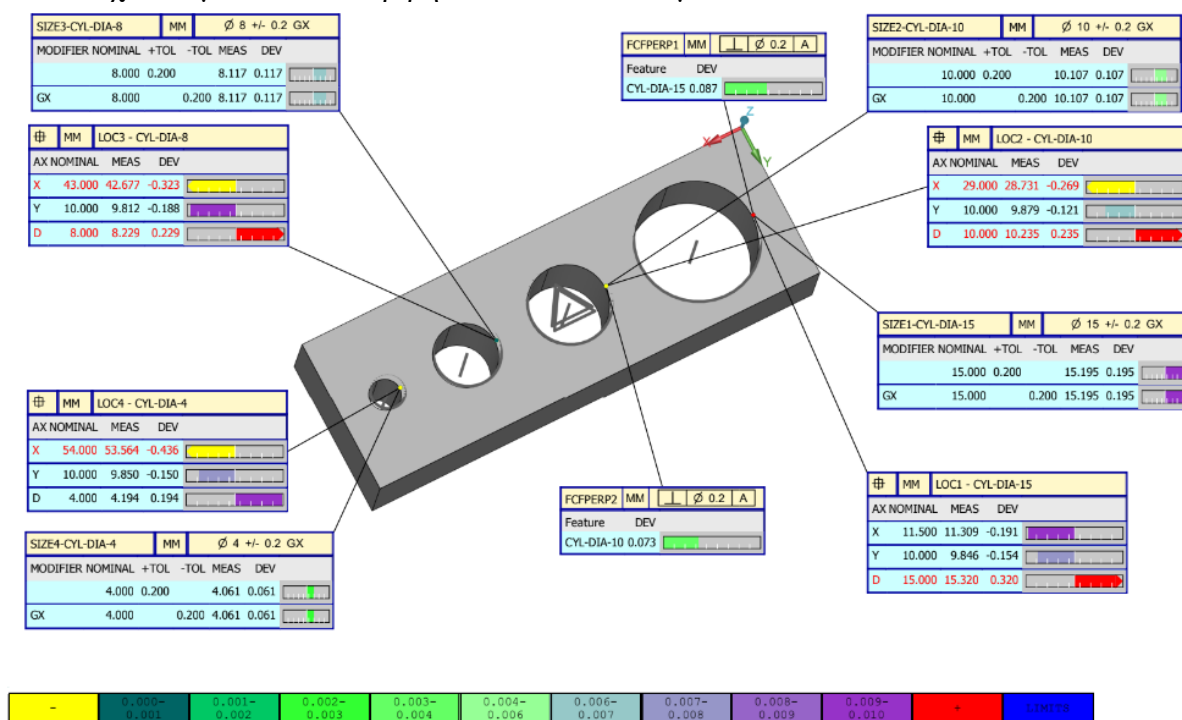 SIZE3-CYL-DIA-8 MM Ø 8 +/- 0.2 GX
MODIFIER NOMINAL +TOL -TOL MEAS DEV
8.000 0.200 8.117 0.117
GX 8.000 0.200 8.117 0.117
⌖ MM LOC3 - CYL-DIA-8
AX NOMINAL MEAS DEV
X 43.000 42.677 -0.323
Y 10.000 9.812 -0.188
D 8.000 8.229 0.229
FCFPERP1 MM ⊥ Ø 0.2 A
Feature DEV
CYL-DIA-15 0.087
SIZE2-CYL-DIA-10 MM Ø 10 +/- 0.2 GX
MODIFIER NOMINAL +TOL -TOL MEAS DEV
10.000 0.200 10.107 0.107
GX 10.000 0.200 10.107 0.107
⌖ MM LOC2 - CYL-DIA-10
AX NOMINAL MEAS DEV
X 29.000 28.731 -0.269
Y 10.000 9.879 -0.121
D 10.000 10.235 0.235
Z
X
Y
SIZE1-CYL-DIA-15 MM Ø 15 +/- 0.2 GX
MODIFIER NOMINAL +TOL -TOL MEAS DEV
15.000 0.200 15.195 0.195
GX 15.000 0.200 15.195 0.195
⌖ MM LOC4 - CYL-DIA-4
AX NOMINAL MEAS DEV
X 54.000 53.564 -0.436
Y 10.000 9.850 -0.150
D 4.000 4.194 0.194
SIZE4-CYL-DIA-4 MM Ø 4 +/- 0.2 GX
MODIFIER NOMINAL +TOL -TOL MEAS DEV
4.000 0.200 4.061 0.061
GX 4.000 0.200 4.061 0.061
FCFPERP2 MM ⊥ Ø 0.2 A
Feature DEV
CYL-DIA-10 0.073
⌖ MM LOC1 - CYL-DIA-15
AX NOMINAL MEAS DEV
X 11.500 11.309 -0.191
Y 10.000 9.846 -0.154
D 15.000 15.320 0.320
- 0.000-0.001 0.001-0.002 0.002-0.003 0.003-0.004 0.004-0.006 0.006-0.007 0.007-0.008 0.008-0.009 0.009-0.010 + LIMITS